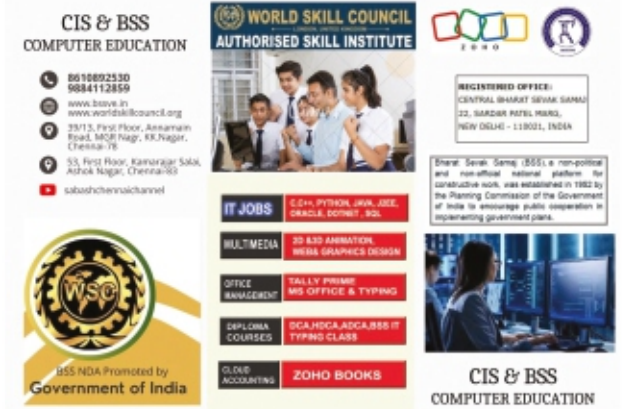 CIS & BSS
COMPUTER EDUCATION
8610892530
9884112859
www.bssve.in
www.worldskillcouncil.org
39/13, First Floor, Annamain
Road, MGR Nagr, KK.Nagar,
Chennai-78
53, First Floor, Kamarajar Salai,
Ashok Nagar, Chennai-83
sabashchennaichannel
WSC
BSS NDA Promoted by
Government of India
WORLD SKILL COUNCIL
LONDON, UNITED KINGDOM
AUTHORISED SKILL INSTITUTE
IT JOBS
C,C++, PYTHON, JAVA, J2EE,
ORACLE, DOTNET , SQL
MULTIMEDIA
2D &3D ANIMATION,
WEB& GRAPHICS DESIGN
OFFICE
MANAGEMENT
TALLY PRIME
MS OFFICE & TYPING
DIPLOMA
COURSES
DCA,HDCA,ADCA,BSS IT
TYPING CLASS
CLOUD
ACCOUNTING
ZOHO BOOKS
ZOHO
REGISTERED OFFICE:
CENTRAL BHARAT SEVAK SAMAJ
22, SARDAR PATEL MARG,
NEW DELHI - 110021, INDIA
Bharat Sevak Samaj (BSS), a non-political
and non-official national platform for
constructive work, was established in 1952 by
the Planning Commission of the Government
of India to encourage public cooperation in
implementing government plans.
CIS & BSS
COMPUTER EDUCATION